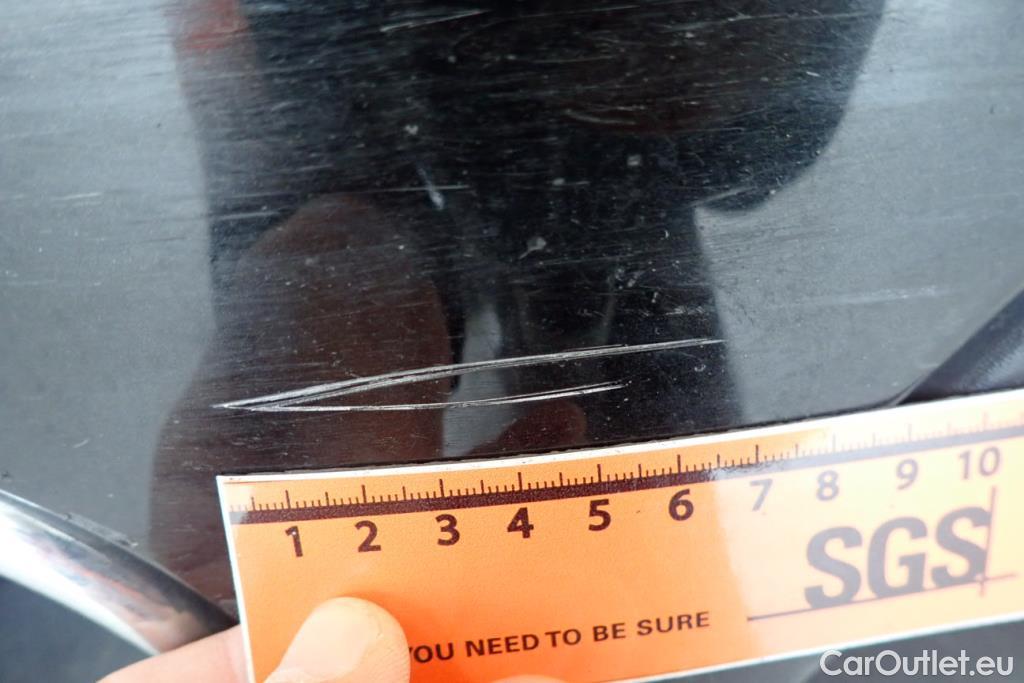 1 2 3 4 5 6 7 8 9 10
SGS
YOU NEED TO BE SURE
CarOutlet.eu